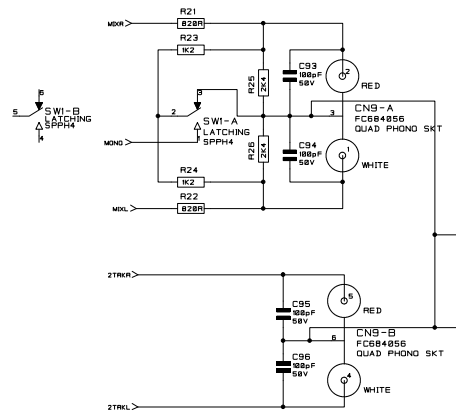 R21
MIXR
820R
R23
1K2
R25
2K4
C93
100pF
50V
2
RED
6
5
SW1-B
LATCHING
SPPH4
4
3
2
SW1-A
LATCHING
SPPH4
1
MONO
CN9-A
3
FC684056
QUAD PHONO SKT
R26
2K4
C94
100pF
50V
1
WHITE
R24
1K2
R22
MIXL
820R
2TRKR
5
RED
C95
100pF
50V
CN9-B
6
FC684056
QUAD PHONO SKT
C96
100pF
50V
4
WHITE
2TRKL